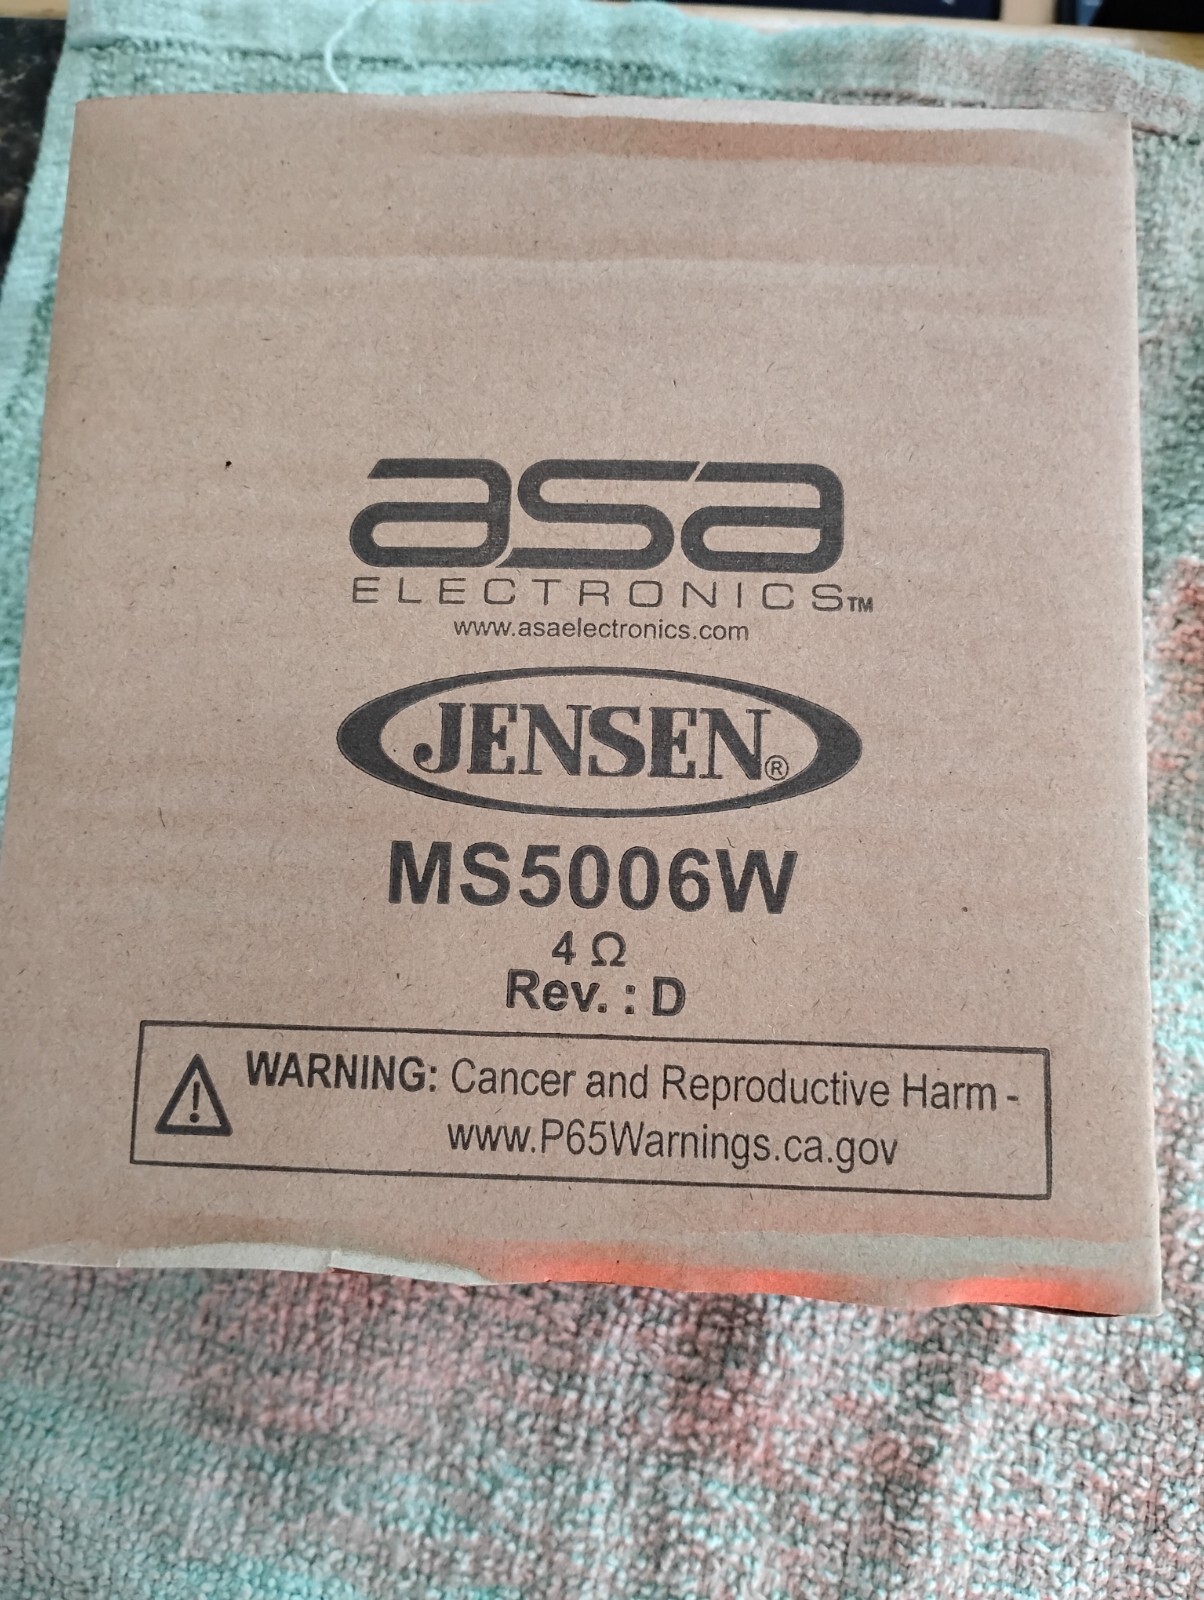 asa
ELECTRONICS™
www.asaelectronics.com
JENSEN®
MS5006W
4 Ω
Rev. : D
WARNING: Cancer and Reproductive Harm -
www.P65Warnings.ca.gov